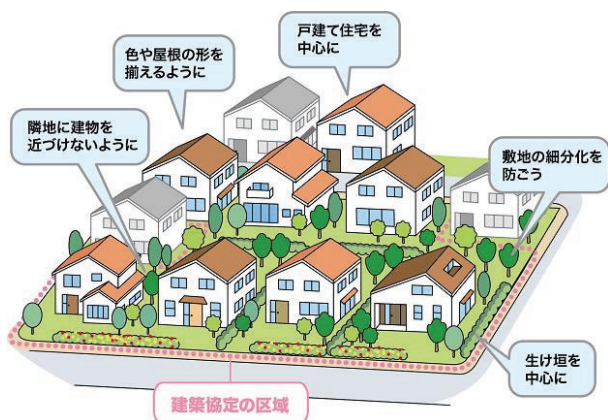 戸建て住宅を
中心に
色や屋根の形を
揃えるように
隣地に建物を
近づけないように
敷地の細分化を
防ごう
生け垣を
中心に
建築協定の区域